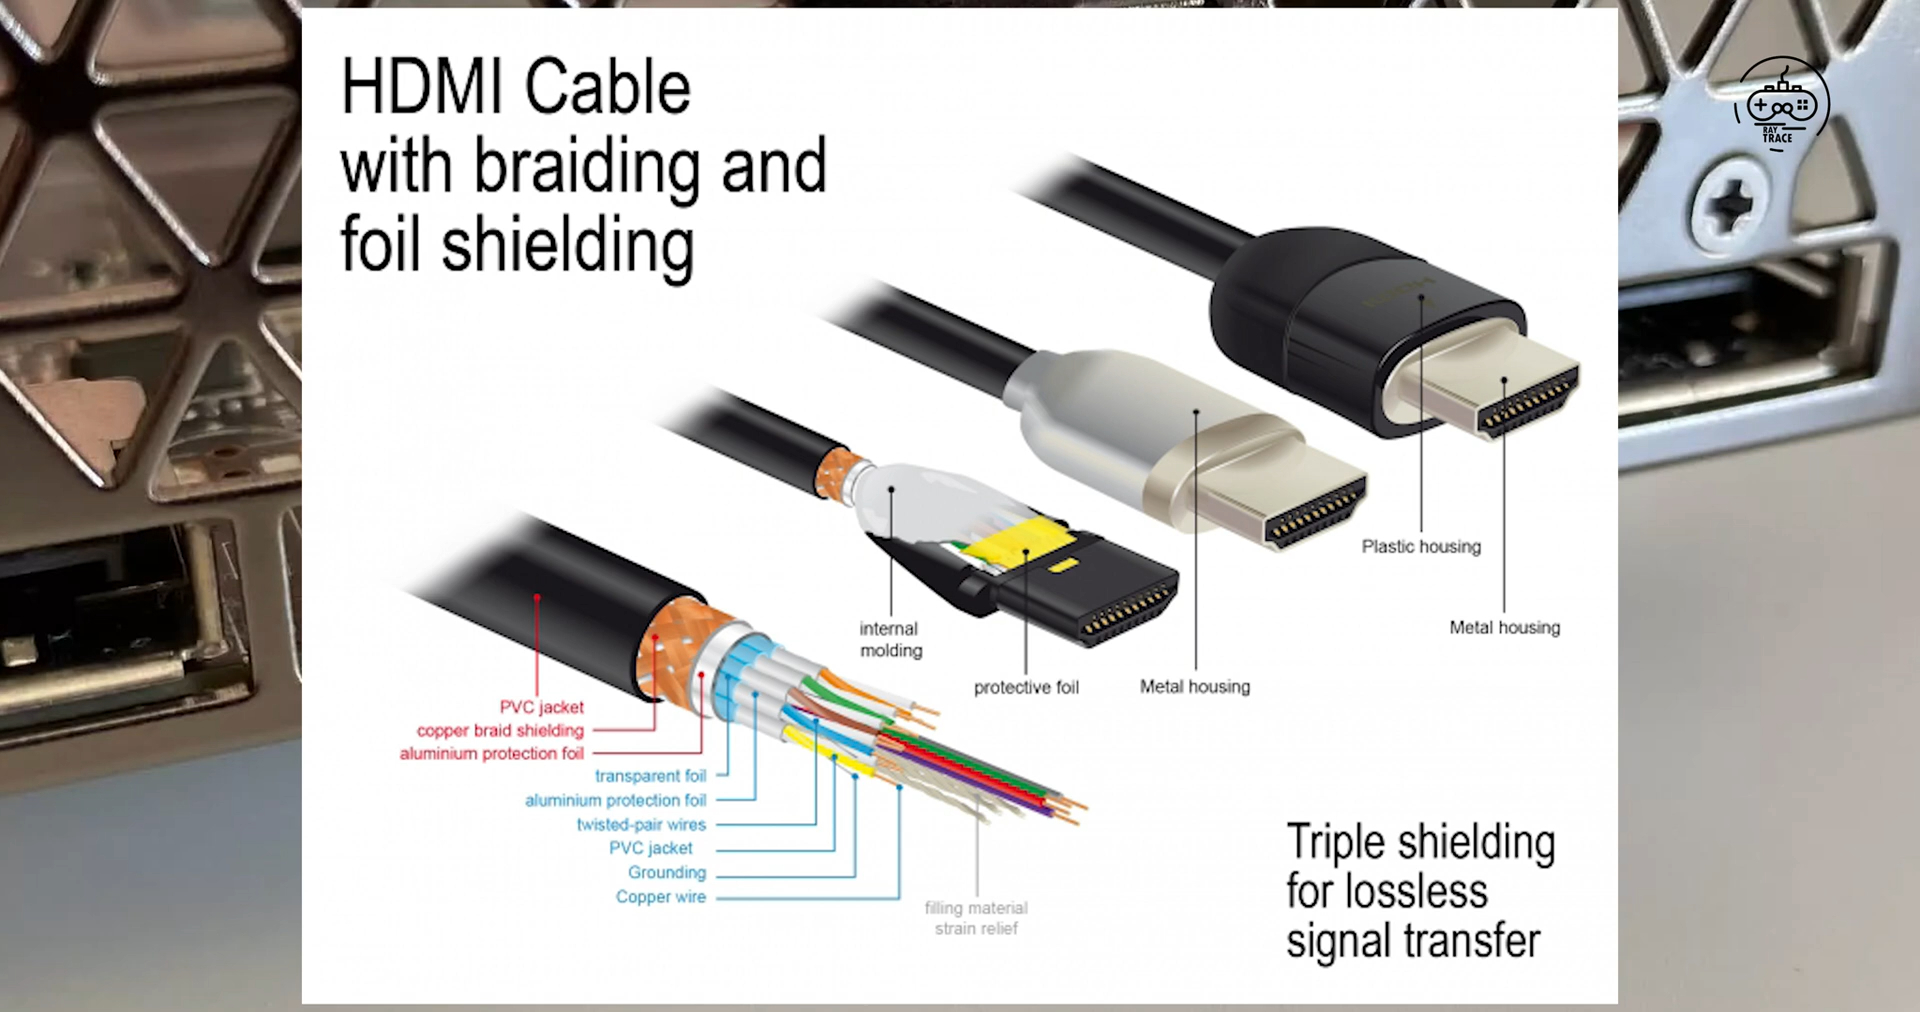 HDMI Cable
with braiding and
foil shielding
RAY
TRACE
Plastic housing
Metal housing
internal
molding
protective foil
Metal housing
PVC jacket
copper braid shielding
aluminium protection foil
transparent foil
aluminium protection foil
twisted-pair wires
PVC jacket
Grounding
Copper wire
filling material
strain relief
Triple shielding
for lossless
signal transfer